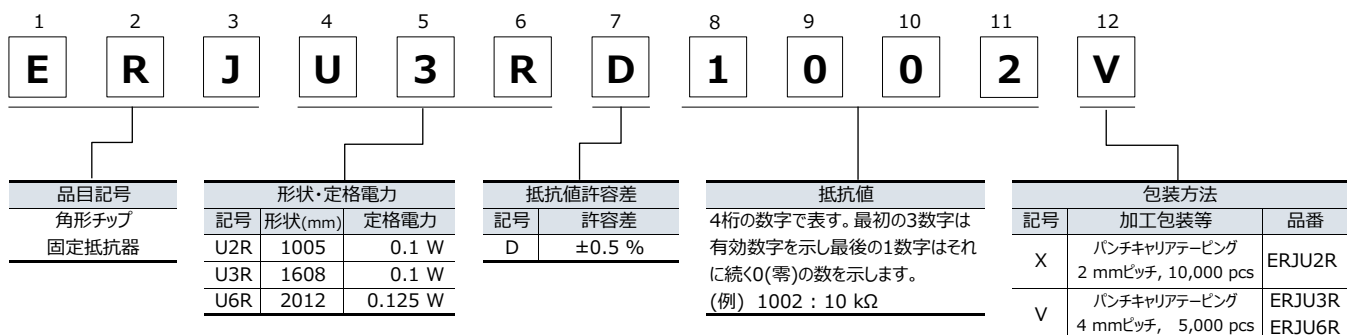 1 2 3 4 5 6 7 8 9 10 11 12
E R J U 3 R D 1 0 0 2 V
品目記号
角形チップ
固定抵抗器
形状・定格電力
記号 形状(mm) 定格電力
U2R 1005 0.1 W
U3R 1608 0.1 W
U6R 2012 0.125 W
抵抗値許容差
記号 許容差
D ±0.5 %
抵抗値
4桁の数字で表す。最初の3数字は
有効数字を示し最後の1数字はそれ
に続く0(零)の数を示します。
(例) 1002 : 10 kΩ
包装方法
記号 加工包装等 品番
X パンチキャリアテーピング
2 mmピッチ, 10,000 pcs ERJU2R
V パンチキャリアテーピング ERJU3R
4 mmピッチ, 5,000 pcs ERJU6R